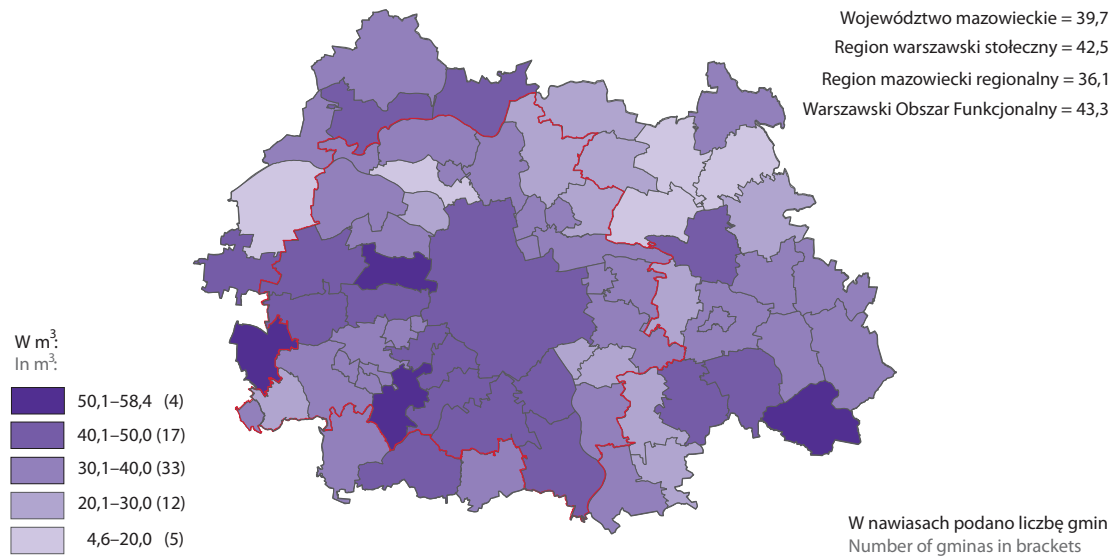 Województwo mazowieckie = 39,7
Region warszawski stołeczny = 42,5
Region mazowiecki regionalny = 36,1
Warszawski Obszar Funkcjonalny = 43,3
W m³:
In m³:
50,1–58,4 (4)
40,1–50,0 (17)
30,1–40,0 (33)
20,1–30,0 (12)
4,6–20,0 (5)
W nawiasach podano liczbę gmin
Number of gminas in brackets